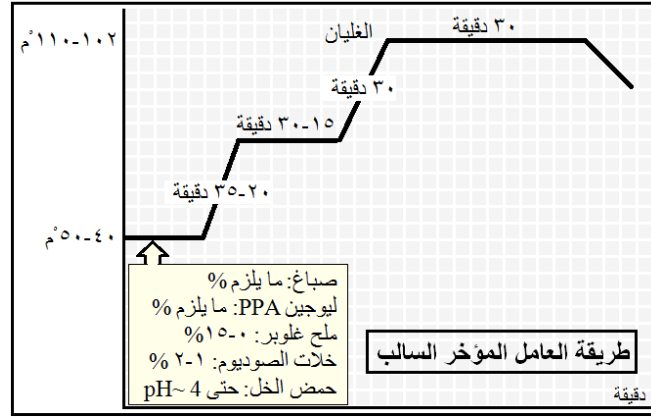 ١٠٢-١١٠ ْم
الغليان
٣٠ دقيقة
٣٠ دقيقة
١٥-٣٠ دقيقة
٢٠-٣٥ دقيقة
٤٠-٥٠ ْم
صباغ: ما يلزم %
ليوجين PPA: ما يلزم %
ملح غلوبر: ٠-١٥%
خلات الصوديوم: ١-٢ %
حمض الخل: حتى pH~ 4
طريقة العامل المؤخر السالب
دقيقة